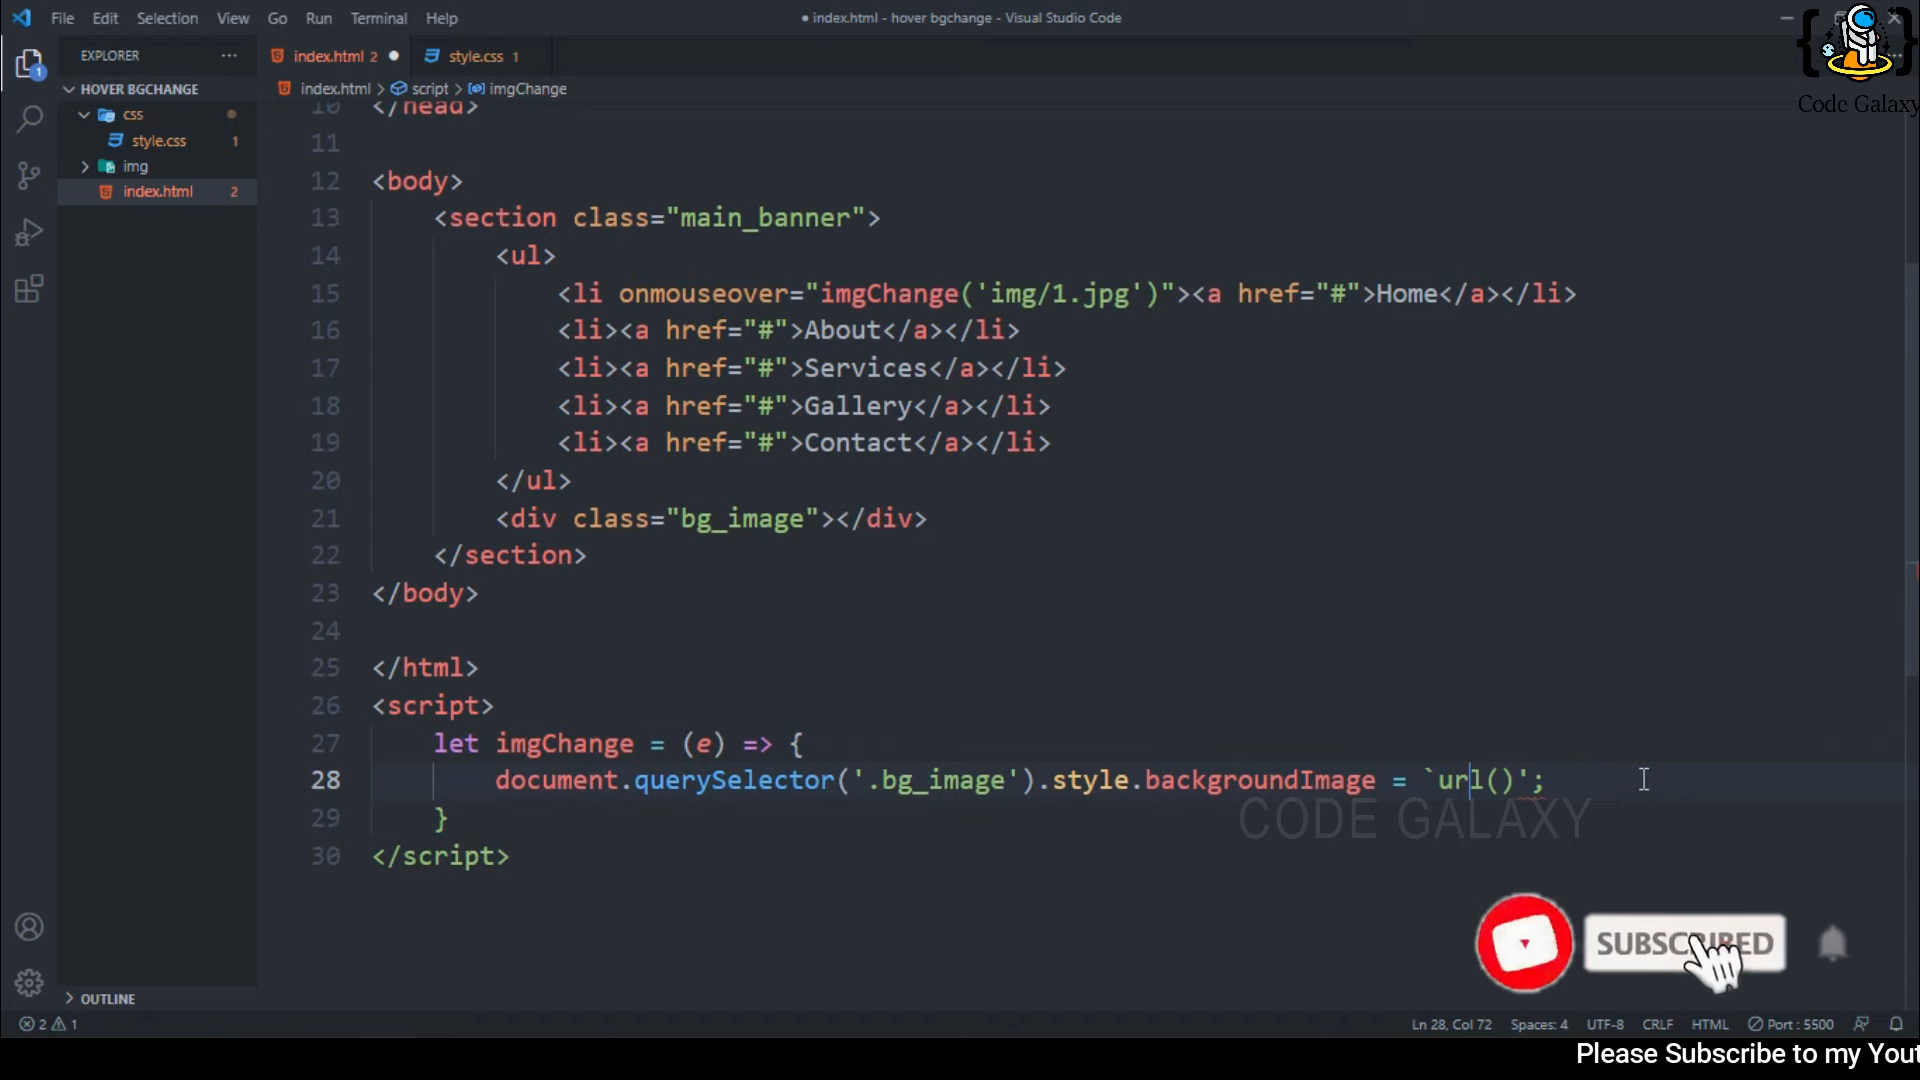 File Edit Selection View Go Run Terminal Help
● index.html - hover bgchange - Visual Studio Code
EXPLORER ···
index.html 2 ●
style.css 1
HOVER BGCHANGE
index.html > script > imgChange
css
style.css 1
img
index.html 2
Code Galaxy
10 </head>
11
12 <body>
13 <section class="main_banner">
14 <ul>
15 <li onmouseover="imgChange('img/1.jpg')"><a href="#">Home</a></li>
16 <li><a href="#">About</a></li>
17 <li><a href="#">Services</a></li>
18 <li><a href="#">Gallery</a></li>
19 <li><a href="#">Contact</a></li>
20 </ul>
21 <div class="bg_image"></div>
22 </section>
23 </body>
24
25 </html>
26 <script>
27 let imgChange = (e) => {
28 document.querySelector('.bg_image').style.backgroundImage = `url()';
29 }
30 </script>
CODE GALAXY
SUBSCRIBED
OUTLINE
2 1
Ln 28, Col 72 Spaces: 4 UTF-8 CRLF HTML Port : 5500
Please Subscribe to my Yout